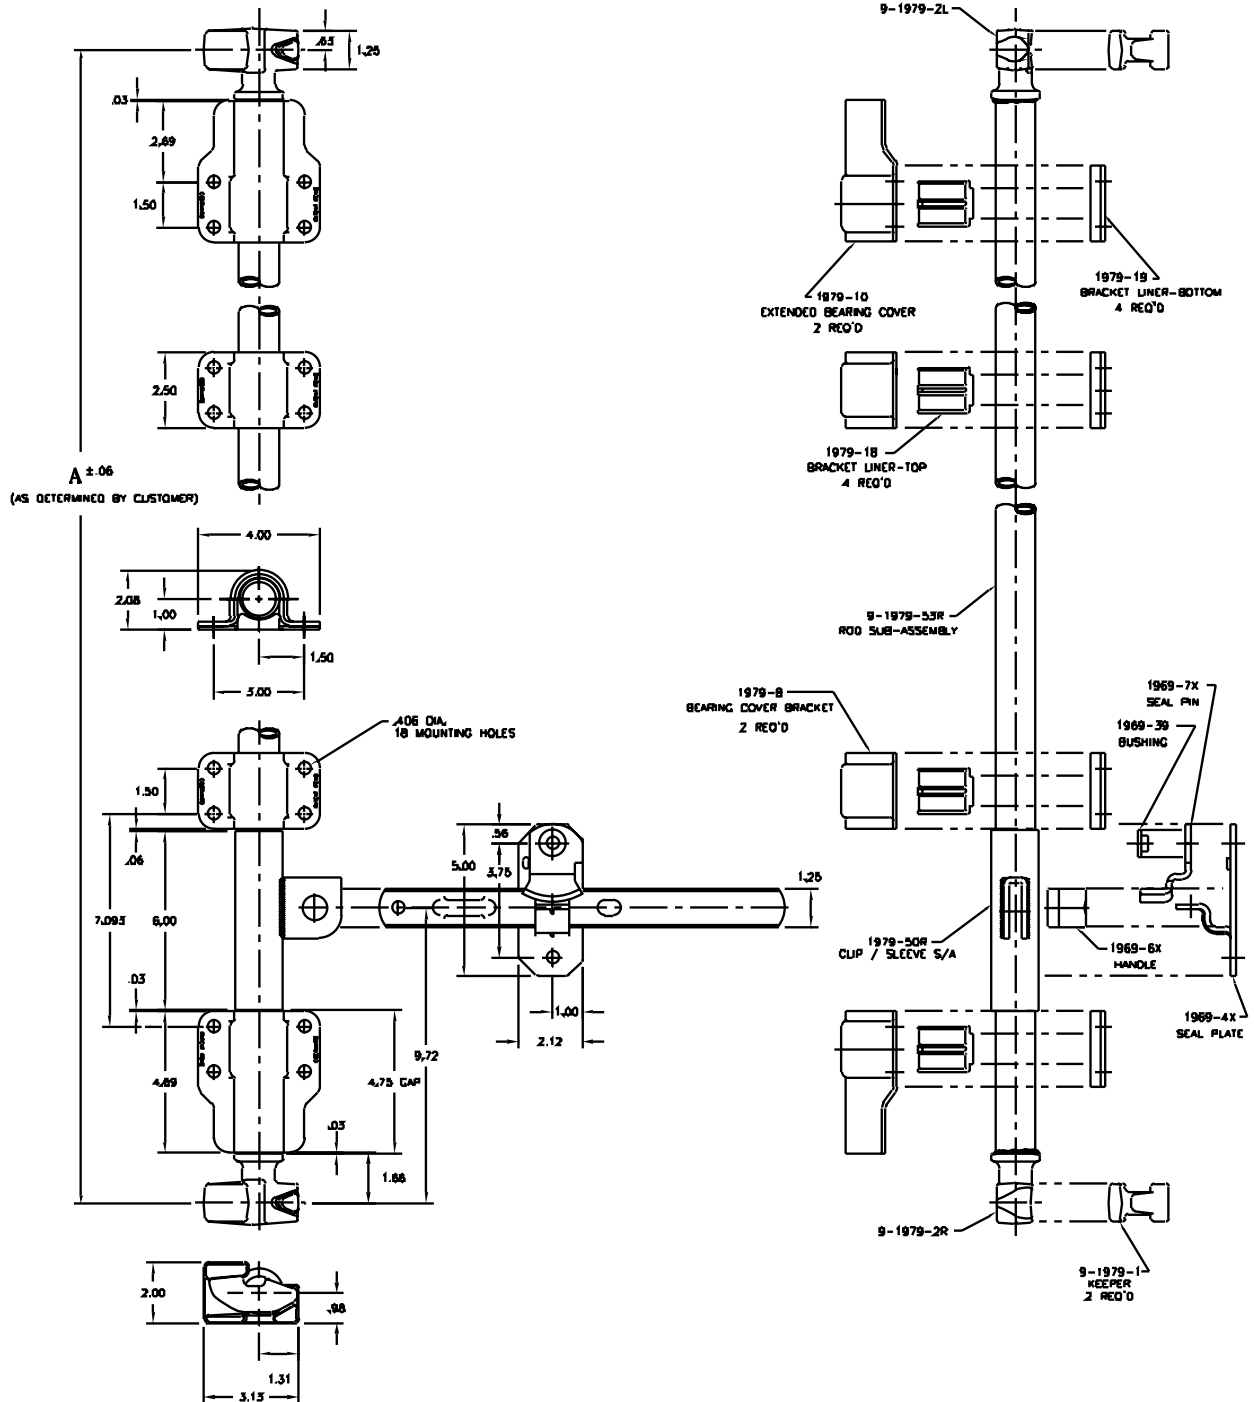 9-1979-2L
.63
1.25
.03
2.69
1.50
1979-19
BRACKET LINER-BOTTOM
4 REQ'D
1979-10
EXTENDED BEARING COVER
2 REQ'D
2.50
1979-18
BRACKET LINER-TOP
4 REQ'D
A ±.06
(AS DETERMINED BY CUSTOMER)
4.00
2.08
1.00
1.50
3.00
9-1979-53R
ROD SUB-ASSEMBLY
1969-7X
SEAL PIN
1979-8
BEARING COVER BRACKET
2 REQ'D
1969-39
BUSHING
.406 DIA.
18 MOUNTING HOLES
1.50
.56
.06
5.00
3.75
1.25
7.093
6.00
1979-50R
CLIP / SLEEVE S/A
1969-6X
HANDLE
.03
1.00
1969-4X
SEAL PLATE
2.12
9.72
4.69
4.75 GAP
.03
1.66
9-1979-2R
9-1979-1
KEEPER
2 REQ'D
2.00
.98
1.31
3.13